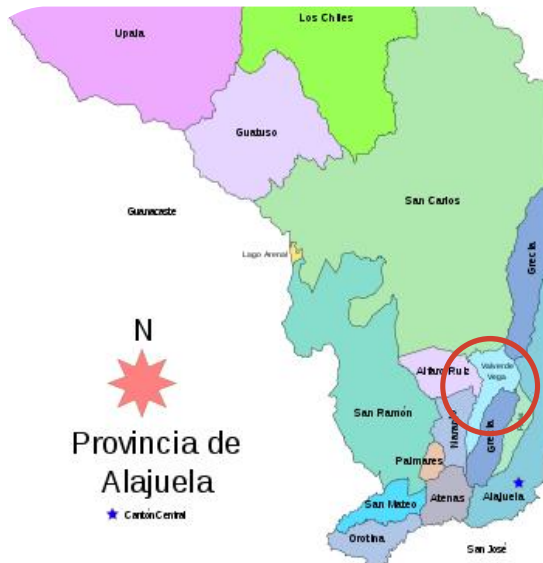 Los Chiles
Upala
Guatuso
San Carlos
Guanacaste
Lago Arenal
Grecia
N
Valverde
Vega
Alfaro Ruiz
San Ramón
Naranjo
Grecia
Provincia de
Alajuela
Palmares
San Mateo
Atenas
Alajuela
Cantón Central
Orotina
San José